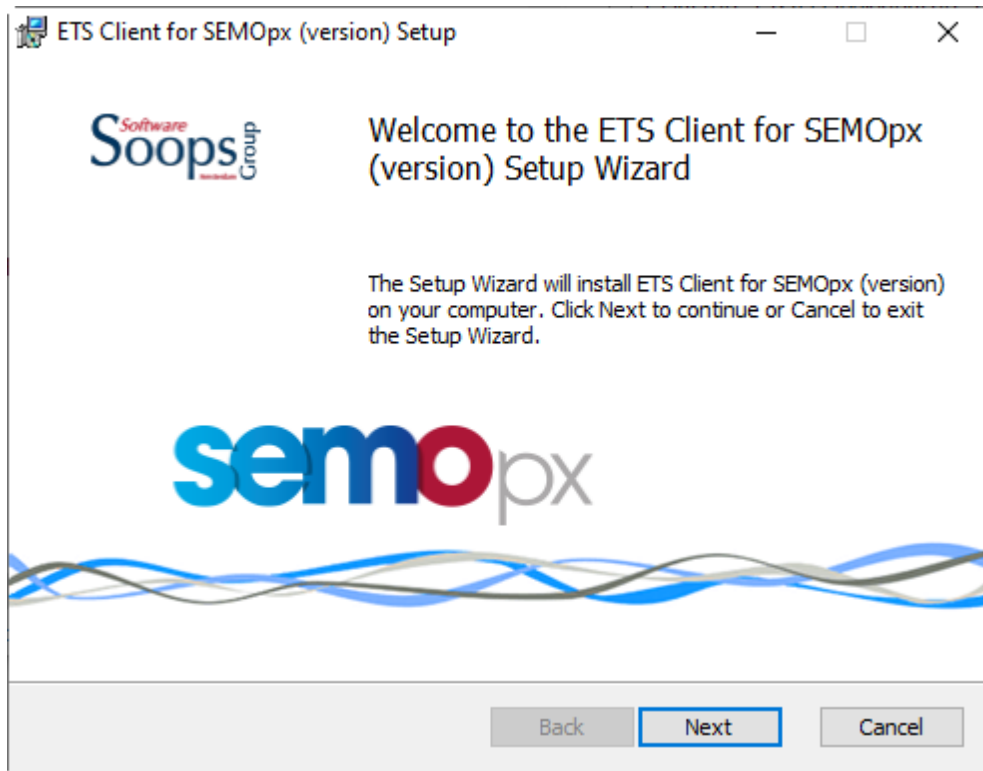 ETS Client for SEMOpx (version) Setup
Software
Soops
Group
Amsterdam
Welcome to the ETS Client for SEMOpx
(version) Setup Wizard
The Setup Wizard will install ETS Client for SEMOpx (version)
on your computer. Click Next to continue or Cancel to exit
the Setup Wizard.
semopx
Back
Next
Cancel